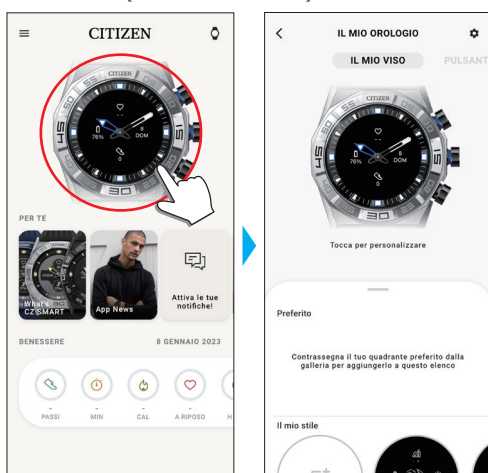 CITIZEN
CITIZEN
76%
8
DOM
0
PER TE
What's
CZ SMART
App News
Attiva le tue
notifiche!
BENESSERE
8 GENNAIO 2023
PASSI
MIN
CAL
A RIPOSO
H
IL MIO OROLOGIO
IL MIO VISO
PULSANT
CITIZEN
76%
8
DOM
0
Tocca per personalizzare
Preferito
Contrassegna il tuo quadrante preferito dalla
galleria per aggiungerlo a questo elenco
Il mio stile